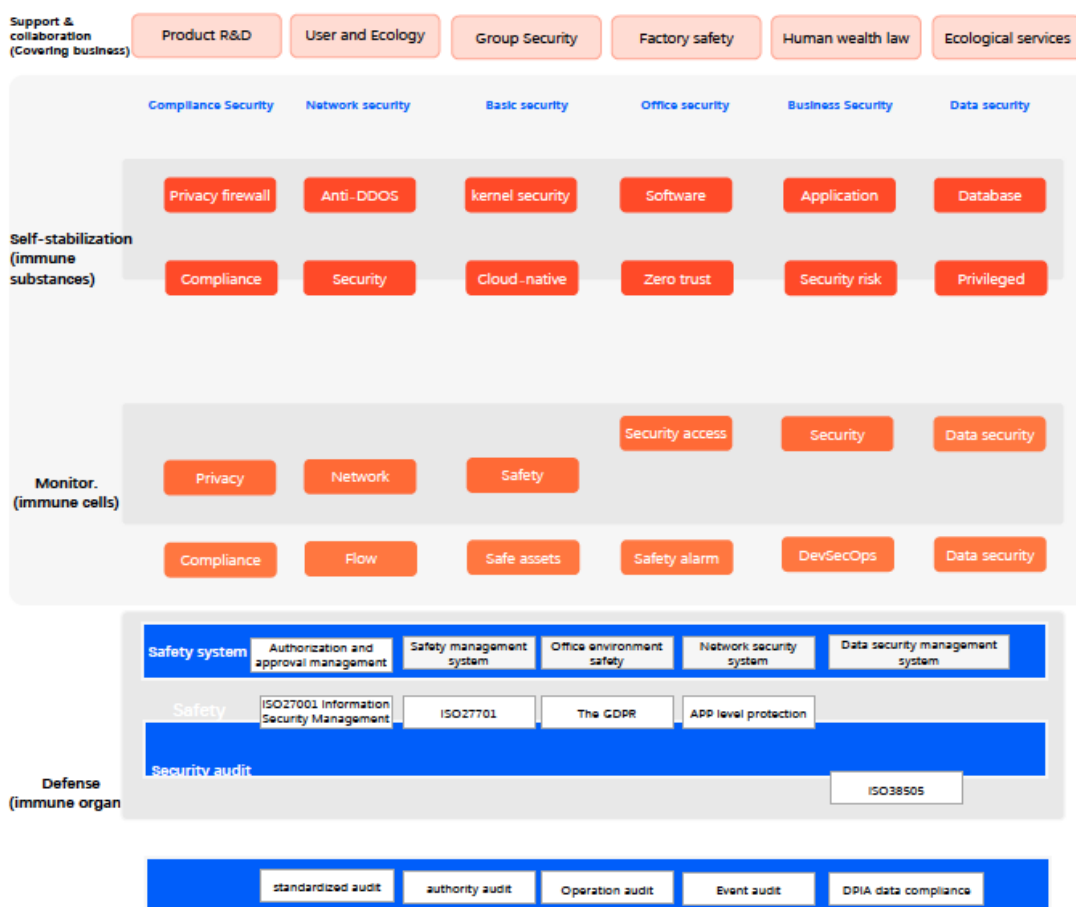 Support &
collaboration
(Covering business)
Product R&D
User and Ecology
Group Security
Factory safety
Human wealth law
Ecological services
Compliance Security
Network security
Basic security
Office security
Business Security
Data security
Privacy firewall
Anti-DDOS
kernel security
Software
Application
Database
Self-stabilization
(immune
substances)
Compliance
Security
Cloud-native
Zero trust
Security risk
Privileged
Security access
Security
Data security
Monitor.
(immune cells)
Privacy
Network
Safety
Compliance
Flow
Safe assets
Safety alarm
DevSecOps
Data security
Safety system
Authorization and
approval management
Safety management
system
Office environment
safety
Network security
system
Data security management
system
Safety
ISO27001 Information
Security Management
ISO27701
The GDPR
APP level protection
Security audit
Defense
(immune organ
ISO38505
standardized audit
authority audit
Operation audit
Event audit
DPIA data compliance